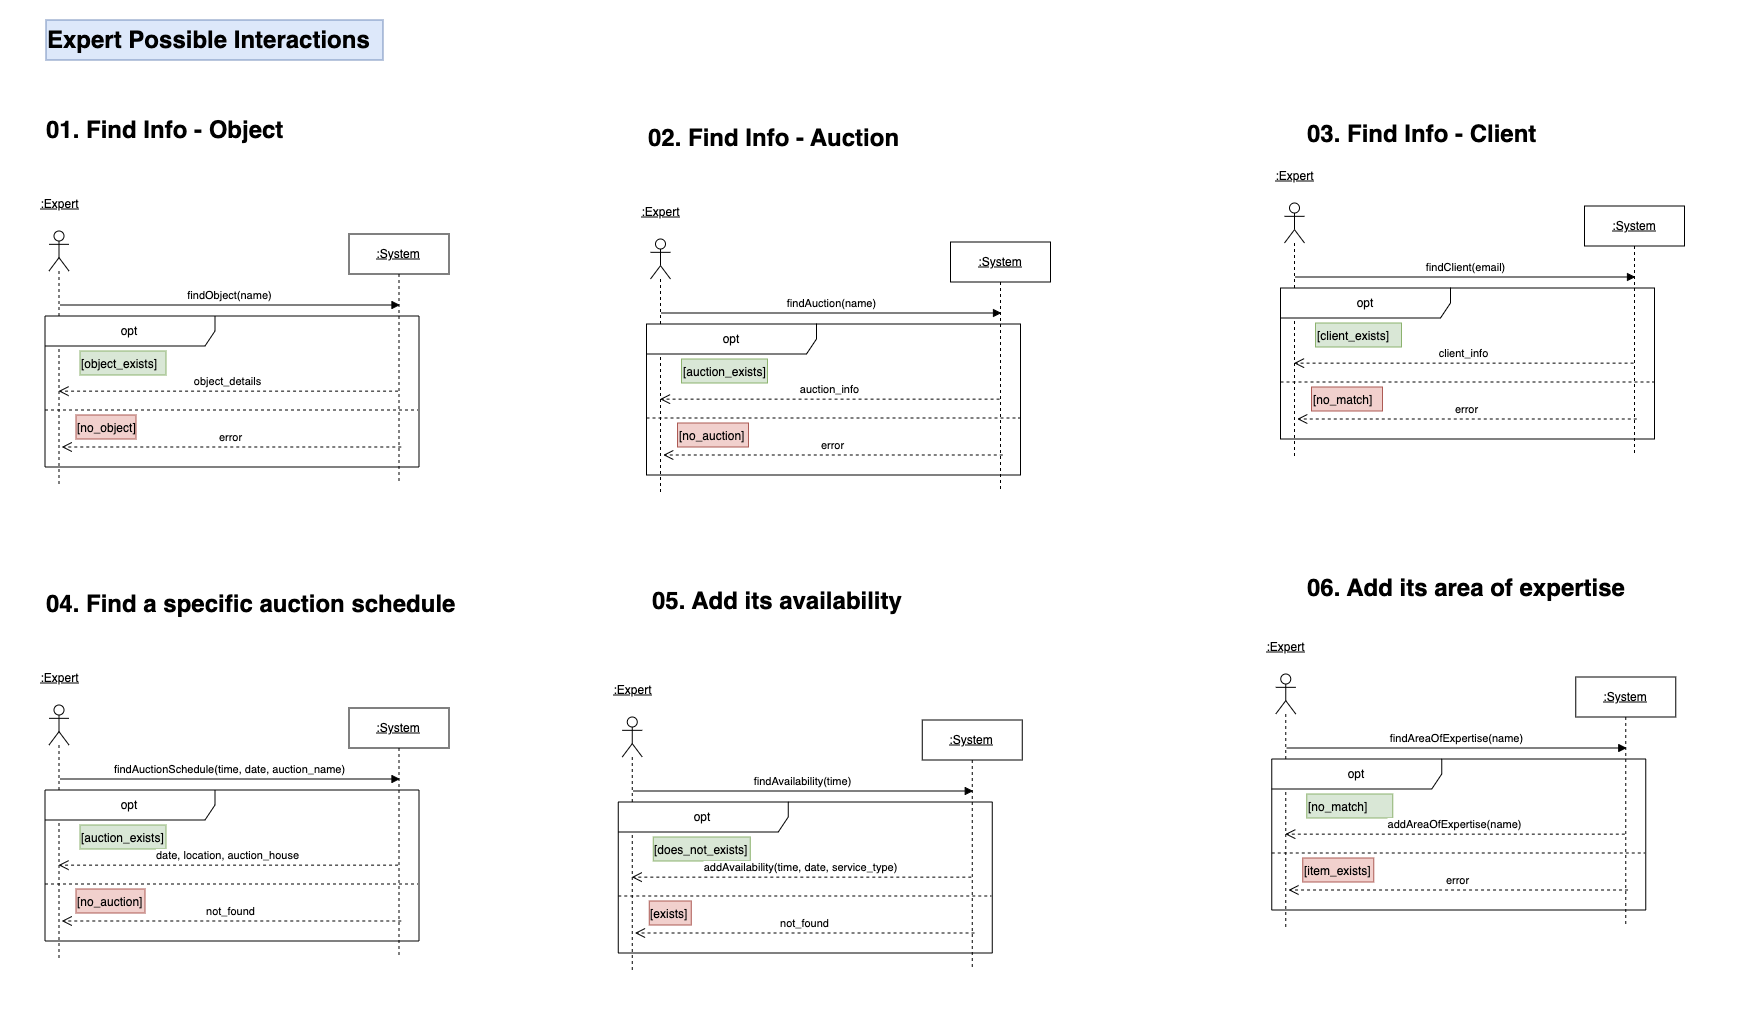 Expert Possible Interactions
01. Find Info - Object
:Expert
:System
findObject(name)
opt
[object_exists]
object_details
[no_object]
error
02. Find Info - Auction
:Expert
:System
findAuction(name)
opt
[auction_exists]
auction_info
[no_auction]
error
03. Find Info - Client
:Expert
:System
findClient(email)
opt
[client_exists]
client_info
[no_match]
error
04. Find a specific auction schedule
:Expert
:System
findAuctionSchedule(time, date, auction_name)
opt
[auction_exists]
date, location, auction_house
[no_auction]
not_found
05. Add its availability
:Expert
:System
findAvailability(time)
opt
[does_not_exists]
addAvailability(time, date, service_type)
[exists]
not_found
06. Add its area of expertise
:Expert
:System
findAreaOfExpertise(name)
opt
[no_match]
addAreaOfExpertise(name)
[item_exists]
error